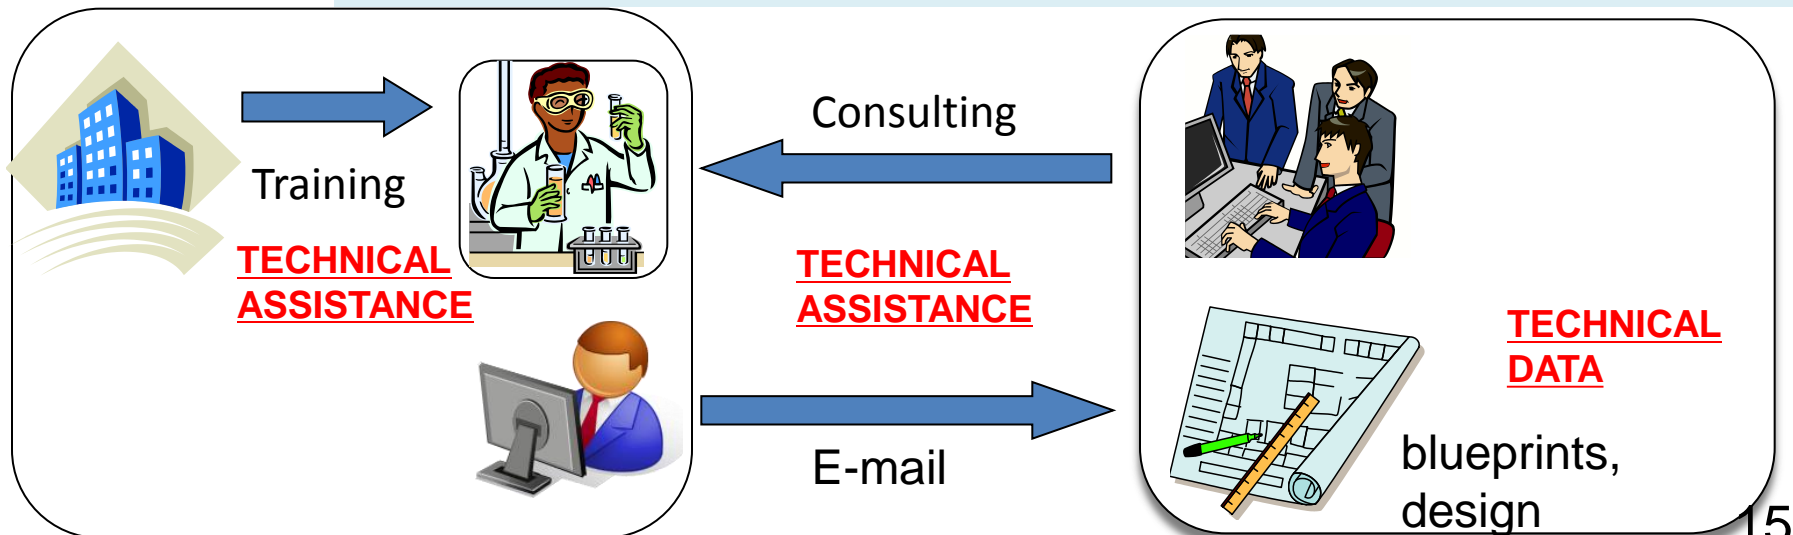 Training
TECHNICAL
ASSISTANCE
Consulting
TECHNICAL
ASSISTANCE
E-mail
TECHNICAL
DATA
blueprints,
design
15